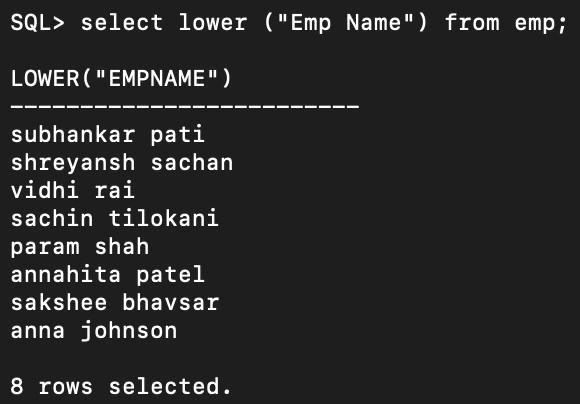 SQL> select lower ("Emp Name") from emp;
LOWER("EMPNAME")
-------------------------
subhankar pati
shreyansh sachan
vidhi rai
sachin tilokani
param shah
annahita patel
sakshee bhavsar
anna johnson
8 rows selected.